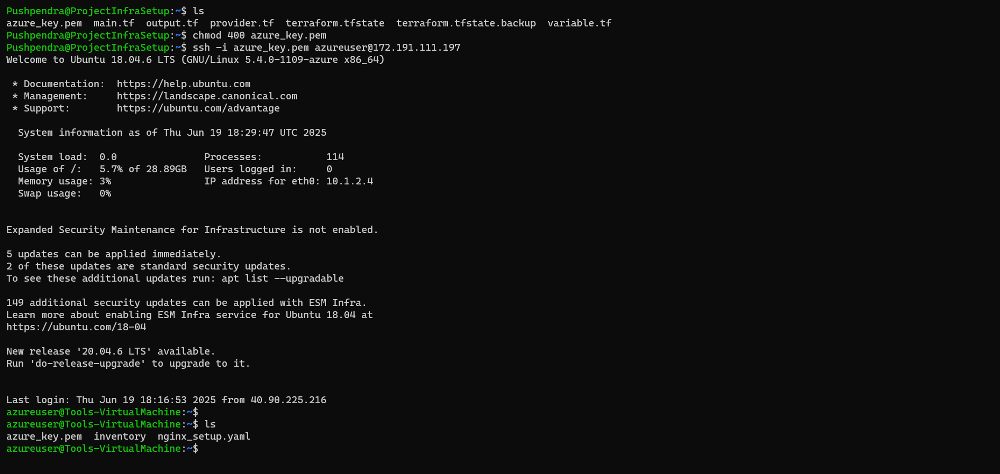 Pushpendra@ProjectInfraSetup:~$ ls
azure_key.pem  main.tf  output.tf  provider.tf  terraform.tfstate  terraform.tfstate.backup  variable.tf
Pushpendra@ProjectInfraSetup:~$ chmod 400 azure_key.pem
Pushpendra@ProjectInfraSetup:~$ ssh -i azure_key.pem azureuser@172.191.111.197
Welcome to Ubuntu 18.04.6 LTS (GNU/Linux 5.4.0-1109-azure x86_64)

 * Documentation:  https://help.ubuntu.com
 * Management:     https://landscape.canonical.com
 * Support:        https://ubuntu.com/advantage

  System information as of Thu Jun 19 18:29:47 UTC 2025

  System load:  0.0               Processes:           114
  Usage of /:   5.7% of 28.89GB   Users logged in:     0
  Memory usage: 3%                IP address for eth0: 10.1.2.4
  Swap usage:   0%

Expanded Security Maintenance for Infrastructure is not enabled.

5 updates can be applied immediately.
2 of these updates are standard security updates.
To see these additional updates run: apt list --upgradable

149 additional security updates can be applied with ESM Infra.
Learn more about enabling ESM Infra service for Ubuntu 18.04 at
https://ubuntu.com/18-04

New release '20.04.6 LTS' available.
Run 'do-release-upgrade' to upgrade to it.

Last login: Thu Jun 19 18:16:53 2025 from 40.90.225.216
azureuser@Tools-VirtualMachine:~$
azureuser@Tools-VirtualMachine:~$ ls
azure_key.pem  inventory  nginx_setup.yaml
azureuser@Tools-VirtualMachine:~$